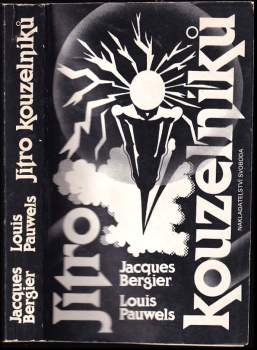 Jacques
Bergier
Louis
Pauwels
Jitro kouzelníků
Jitro
kouzelníků
Jacques
Bergier
Louis
Pauwels
NAKLADATELSTVÍ SVOBODA